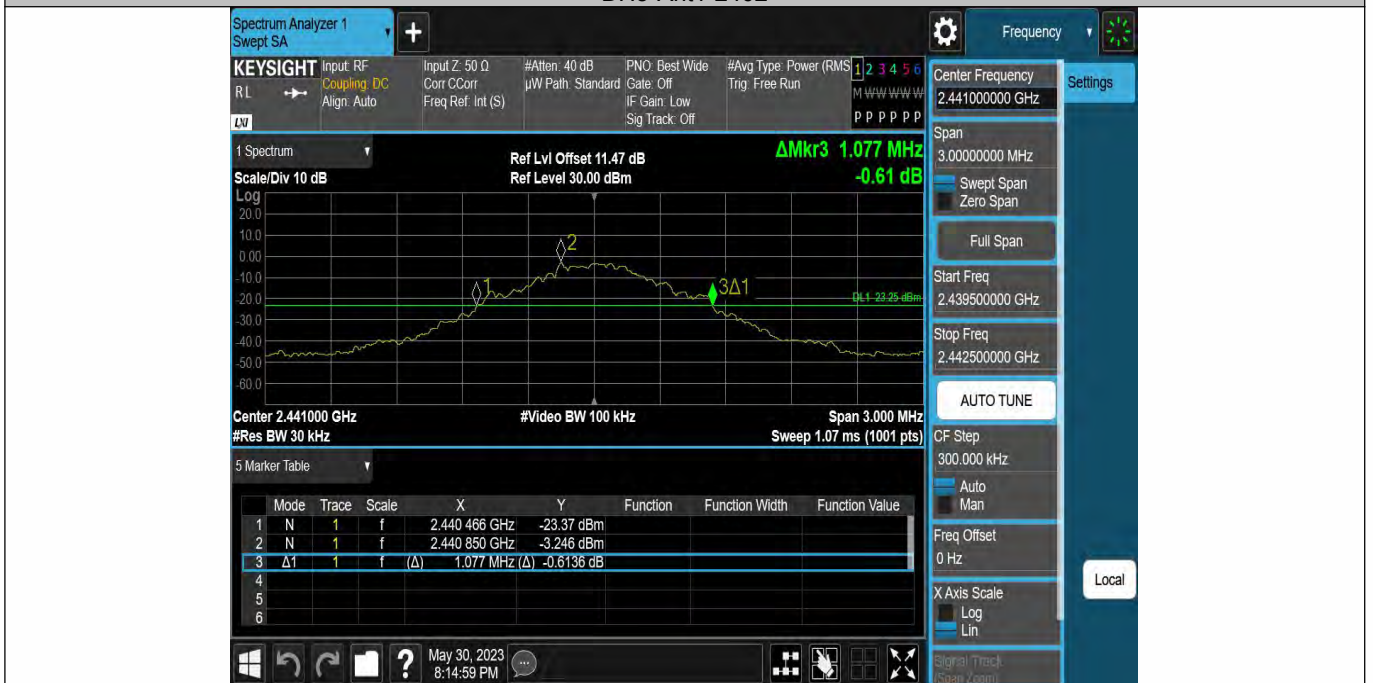 Spectrum Analyzer 1
Swept SA
+
Frequency
KEYSIGHT
RL
LXI
Input: RF
Coupling: DC
Align: Auto
Input Z: 50 Ω
Corr CCorr
Freq Ref: Int (S)
#Atten: 40 dB
µW Path: Standard
PNO: Best Wide
Gate: Off
IF Gain: Low
Sig Track: Off
#Avg Type: Power (RMS
Trig: Free Run
1 2 3 4 5 6
M W W W W W
P P P P P P
Center Frequency
2.441000000 GHz
Settings
Span
3.00000000 MHz
Swept Span
Zero Span
Full Span
Start Freq
2.439500000 GHz
Stop Freq
2.442500000 GHz
AUTO TUNE
CF Step
300.000 kHz
Auto
Man
Freq Offset
0 Hz
X Axis Scale
Log
Lin
Signal Track
(Span Zoom)
Local
1 Spectrum
Scale/Div 10 dB
Ref Lvl Offset 11.47 dB
Ref Level 30.00 dBm
ΔMkr3 1.077 MHz
-0.61 dB
Log
20.0
10.0
0.00
-10.0
-20.0
-30.0
-40.0
-50.0
-60.0
1
2
3Δ1
DL1 -23.25 dBm
Center 2.441000 GHz
#Video BW 100 kHz
Span 3.000 MHz
#Res BW 30 kHz
Sweep 1.07 ms (1001 pts)
5 Marker Table
Mode Trace Scale X Y Function Function Width Function Value
1 N 1 f 2.440 466 GHz -23.37 dBm
2 N 1 f 2.440 850 GHz -3.246 dBm
3 Δ1 1 f (Δ) 1.077 MHz (Δ) -0.6136 dB
4
5
6
?
May 30, 2023
8:14:59 PM